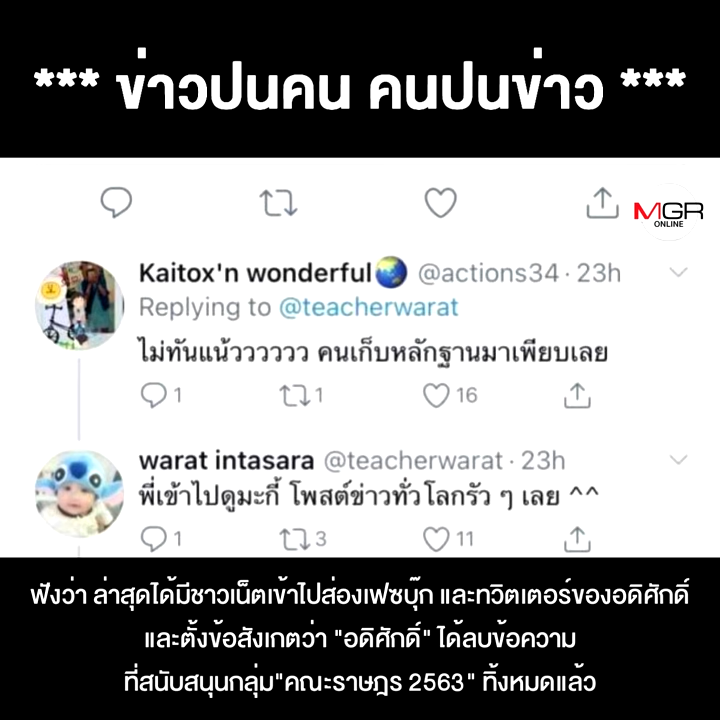 *** ข่าวปนคน คนปนข่าว ***
MGR
ONLINE
Kaitox'n wonderful🌏 @actions34 · 23h
Replying to @teacherwarat
ไม่ทันแน้วววววว คนเก็บหลักฐานมาเพียบเลย
1 1 16
warat intasara @teacherwarat · 23h
พี่เข้าไปดูมะกี้ โพสต์ข่าวทั่วโลกรัว ๆ เลย ^^
1 3 11
ฟังว่า ล่าสุดได้มีชาวเน็ตเข้าไปส่องเฟซบุ๊ก และทวิตเตอร์ของอดิศักดิ์
และตั้งข้อสังเกตว่า "อดิศักดิ์" ได้ลบข้อความ
ที่สนับสนุนกลุ่ม"คณะราษฎร 2563" ทิ้งหมดแล้ว